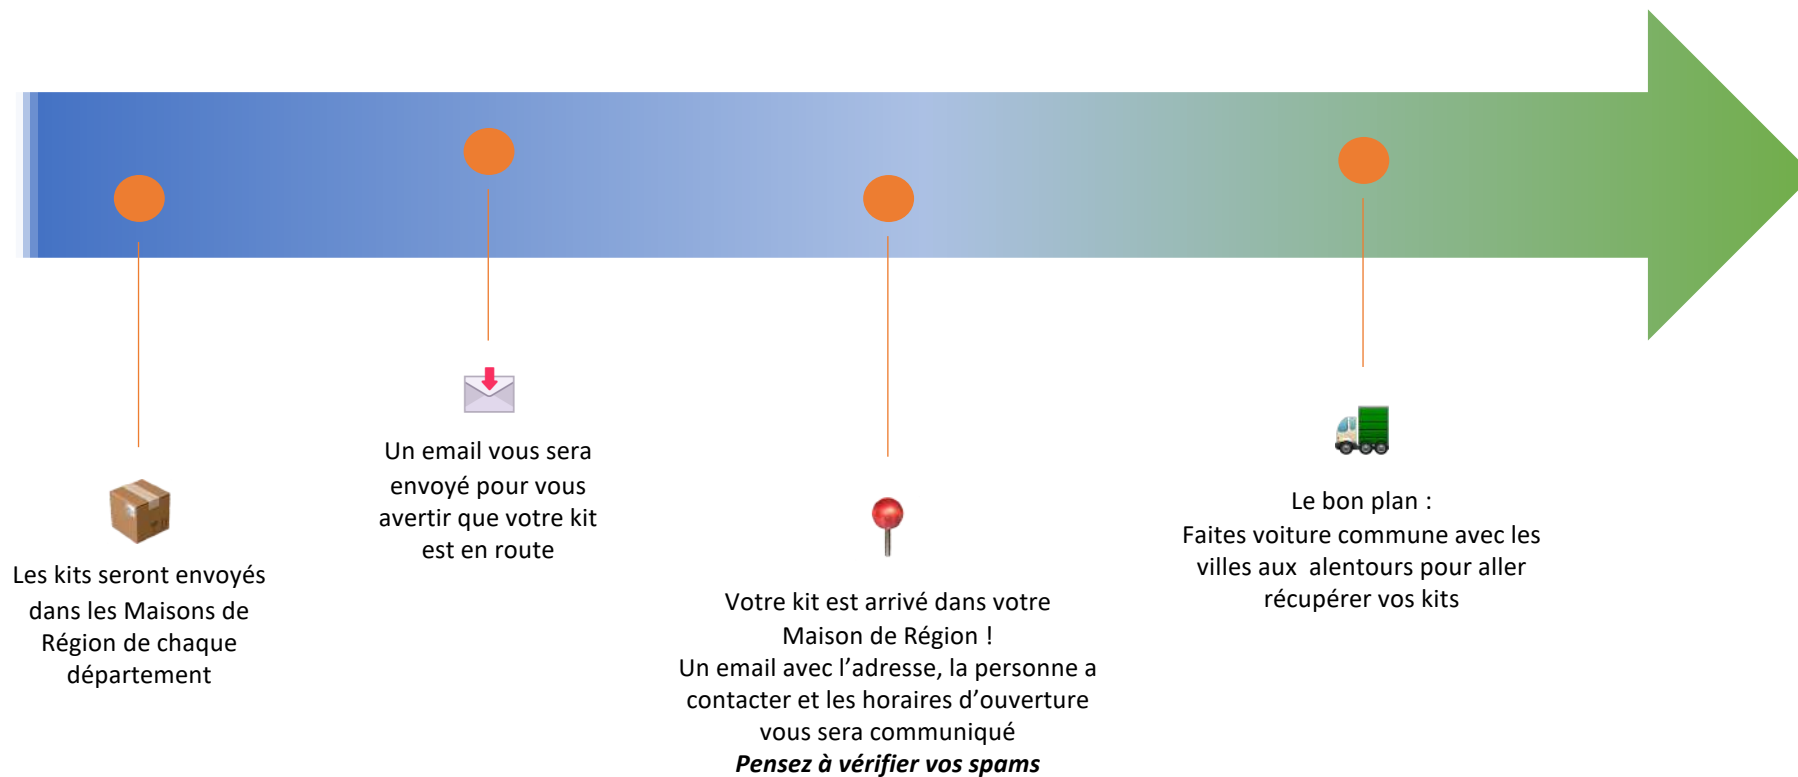 Les kits seront envoyés
dans les Maisons de
Région de chaque
département
Un email vous sera
envoyé pour vous
avertir que votre kit
est en route
Votre kit est arrivé dans votre
Maison de Région !
Un email avec l’adresse, la personne a
contacter et les horaires d’ouverture
vous sera communiqué
Pensez à vérifier vos spams
Le bon plan :
Faites voiture commune avec les
villes aux  alentours pour aller
récupérer vos kits